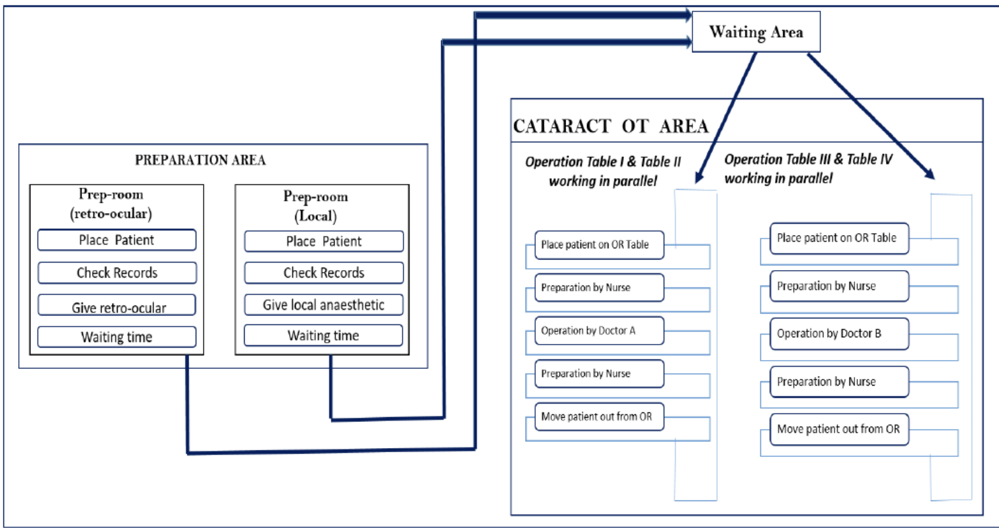 Waiting Area
CATARACT OT AREA
PREPARATION AREA
Prep-room
(retro-ocular)
Place Patient
Check Records
Give retro-ocular
Waiting time
Prep-room
(Local)
Place Patient
Check Records
Give local anaesthetic
Waiting time
Operation Table I & Table II
working in parallel
Place patient on OR Table
Preparation by Nurse
Operation by Doctor A
Preparation by Nurse
Move patient out from OR
Operation Table III & Table IV
working in parallel
Place patient on OR Table
Preparation by Nurse
Operation by Doctor B
Preparation by Nurse
Move patient out from OR